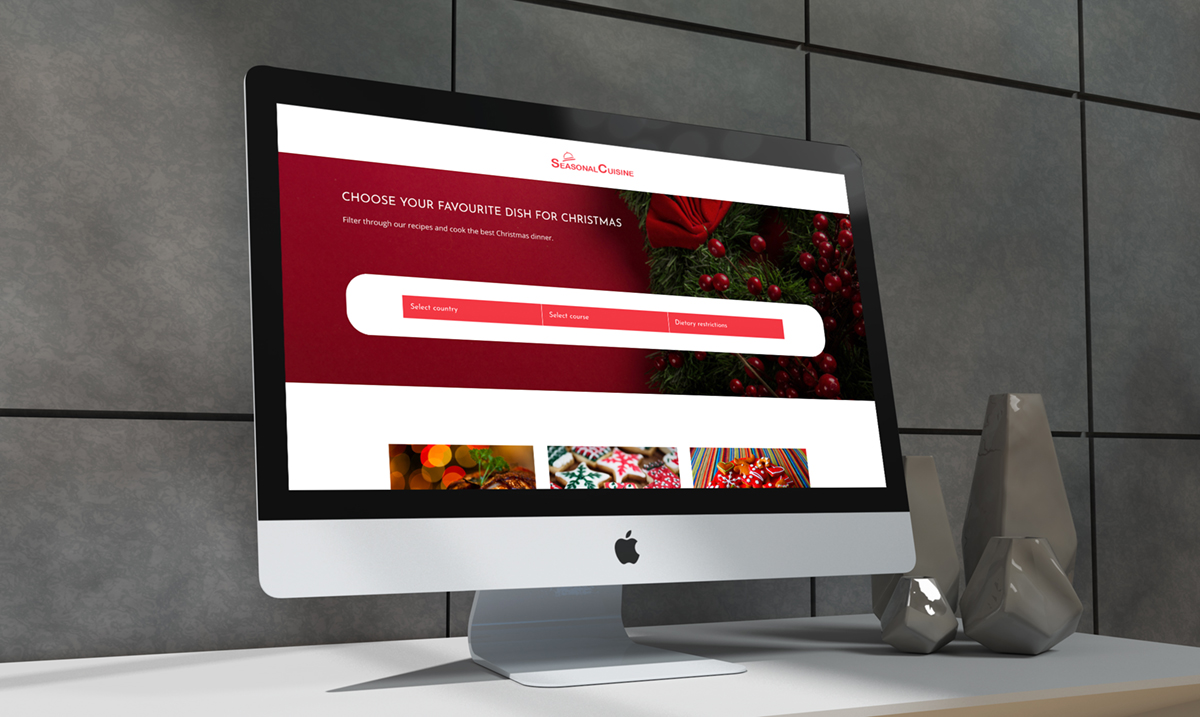 SEASONALCUISINE
CHOOSE YOUR FAVOURITE DISH FOR CHRISTMAS
Filter through our recipes and cook the best Christmas dinner.
Select country
Select course
Dietary restrictions